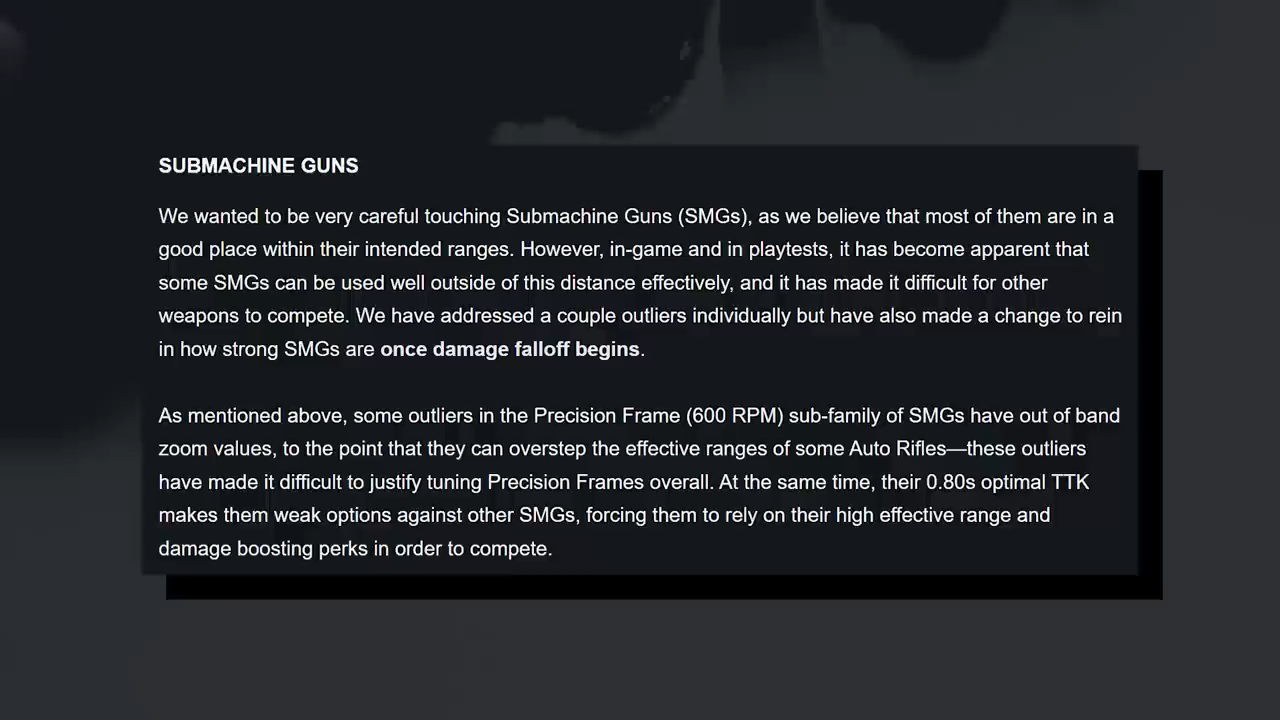 SUBMACHINE GUNS
We wanted to be very careful touching Submachine Guns (SMGs), as we believe that most of them are in a
good place within their intended ranges. However, in-game and in playtests, it has become apparent that
some SMGs can be used well outside of this distance effectively, and it has made it difficult for other
weapons to compete. We have addressed a couple outliers individually but have also made a change to rein
in how strong SMGs are once damage falloff begins.
As mentioned above, some outliers in the Precision Frame (600 RPM) sub-family of SMGs have out of band
zoom values, to the point that they can overstep the effective ranges of some Auto Rifles—these outliers
have made it difficult to justify tuning Precision Frames overall. At the same time, their 0.80s optimal TTK
makes them weak options against other SMGs, forcing them to rely on their high effective range and
damage boosting perks in order to compete.